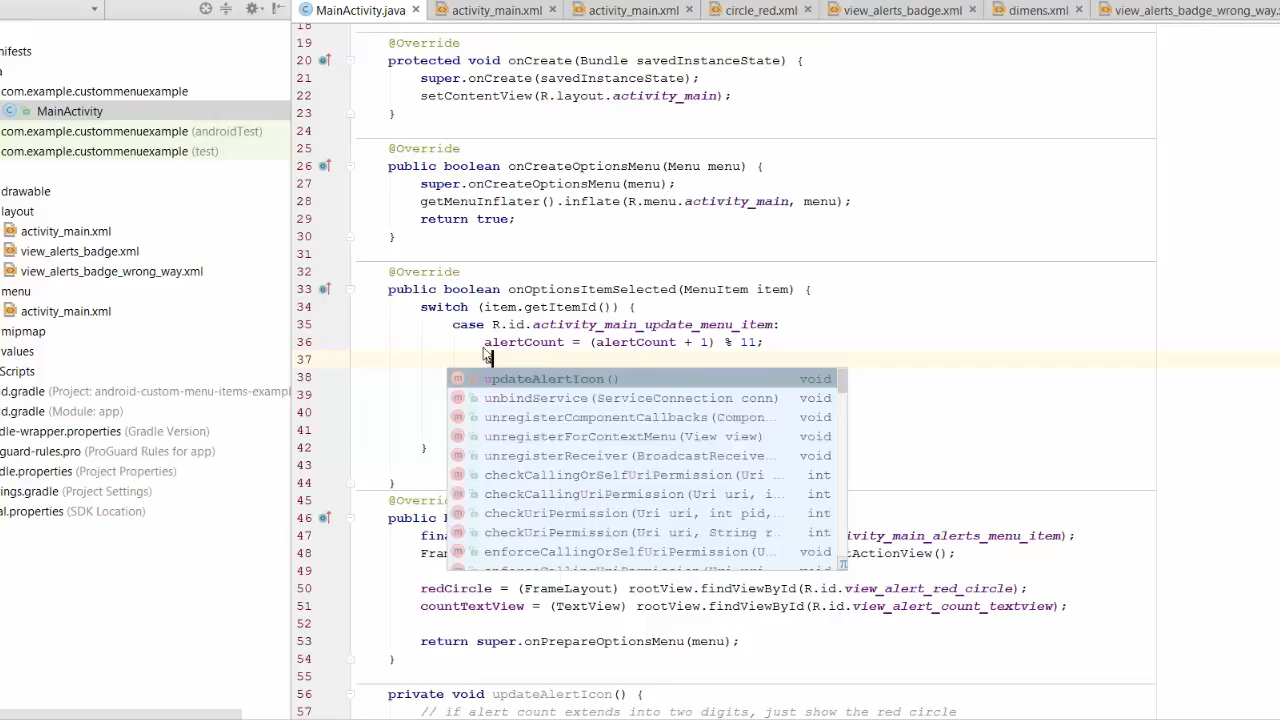 MainActivity.java
activity_main.xml
activity_main.xml
circle_red.xml
view_alerts_badge.xml
dimens.xml
view_alerts_badge_wrong_way.
nifests
a
com.example.custommenuexample
MainActivity
com.example.custommenuexample (androidTest)
com.example.custommenuexample (test)
drawable
layout
activity_main.xml
view_alerts_badge.xml
view_alerts_badge_wrong_way.xml
menu
activity_main.xml
mipmap
values
Scripts
d.gradle (Project: android-custom-menu-items-exampl
d.gradle (Module: app)
dle-wrapper.properties (Gradle Version)
guard-rules.pro (ProGuard Rules for app)
dle.properties (Project Properties)
ngs.gradle (Project Settings)
al.properties (SDK Location)
18
19 @Override
20 protected void onCreate(Bundle savedInstanceState) {
21 super.onCreate(savedInstanceState);
22 setContentView(R.layout.activity_main);
23 }
24
25 @Override
26 public boolean onCreateOptionsMenu(Menu menu) {
27 super.onCreateOptionsMenu(menu);
28 getMenuInflater().inflate(R.menu.activity_main, menu);
29 return true;
30 }
31
32 @Override
33 public boolean onOptionsItemSelected(MenuItem item) {
34 switch (item.getItemId()) {
35 case R.id.activity_main_update_menu_item:
36 alertCount = (alertCount + 1) % 11;
37
38
39
40
41
42 }
43
44 }
45 @Overri
46 public b
47 fina
ivity_main_alerts_menu_item);
48 Fra
tActionView();
49
50 redCircle = (FrameLayout) rootView.findViewById(R.id.view_alert_red_circle);
51 countTextView = (TextView) rootView.findViewById(R.id.view_alert_count_textview);
52
53 return super.onPrepareOptionsMenu(menu);
54 }
55
56 private void updateAlertIcon() {
57 // if alert count extends into two digits, just show the red circle
m updateAlertIcon() void
m unbindService(ServiceConnection conn) void
m unregisterComponentCallbacks(Compon... void
m unregisterForContextMenu(View view) void
m unregisterReceiver(BroadcastReceive... void
m checkCallingOrSelfUriPermission(Uri ... int
m checkCallingUriPermission(Uri uri, i... int
m checkUriPermission(Uri uri, int pid,... int
m checkUriPermission(Uri uri, String r... int
m enforceCallingOrSelfUriPermission(U... void
π